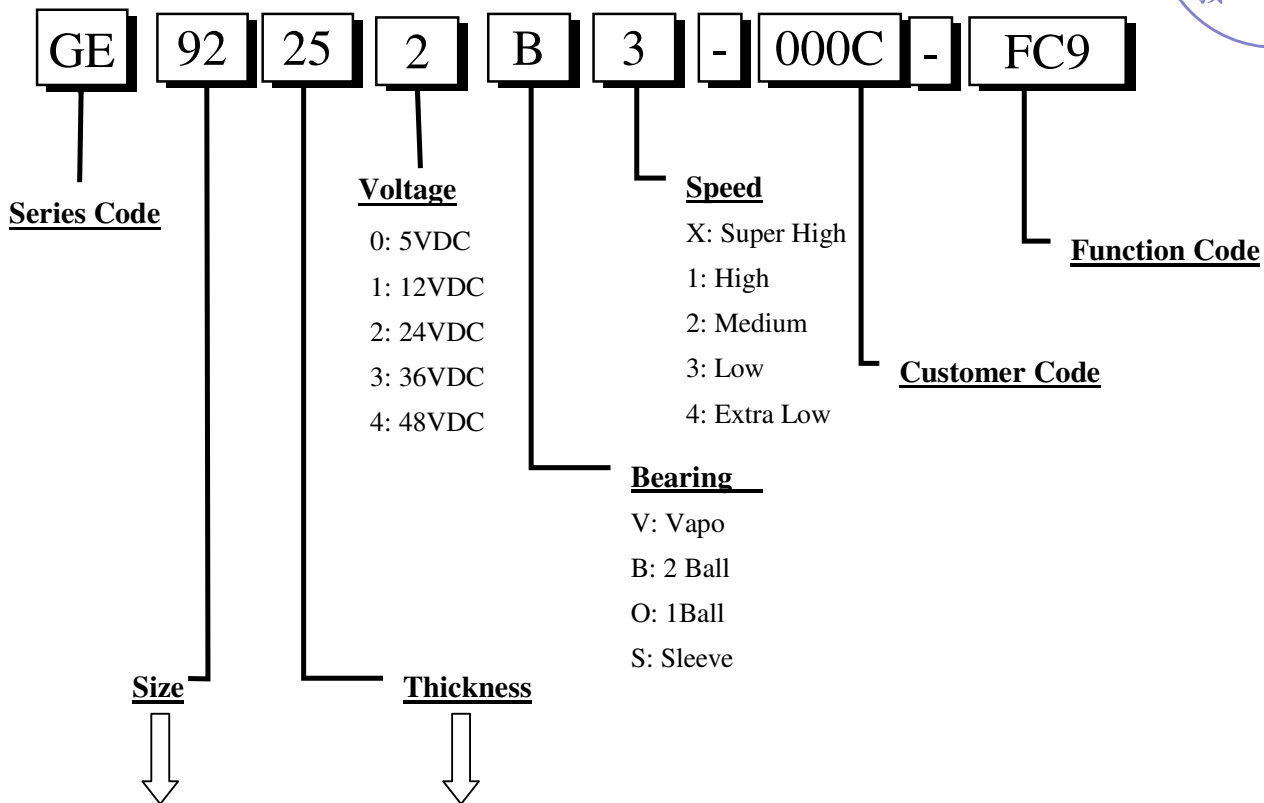 GE 92 25 2 B 3 - 000C - FC9
Series Code
Voltage
0: 5VDC
1: 12VDC
2: 24VDC
3: 36VDC
4: 48VDC
Speed
X: Super High
1: High
2: Medium
3: Low
4: Extra Low
Function Code
Customer Code
Bearing
V: Vapo
B: 2 Ball
O: 1Ball
S: Sleeve
Size
Thickness